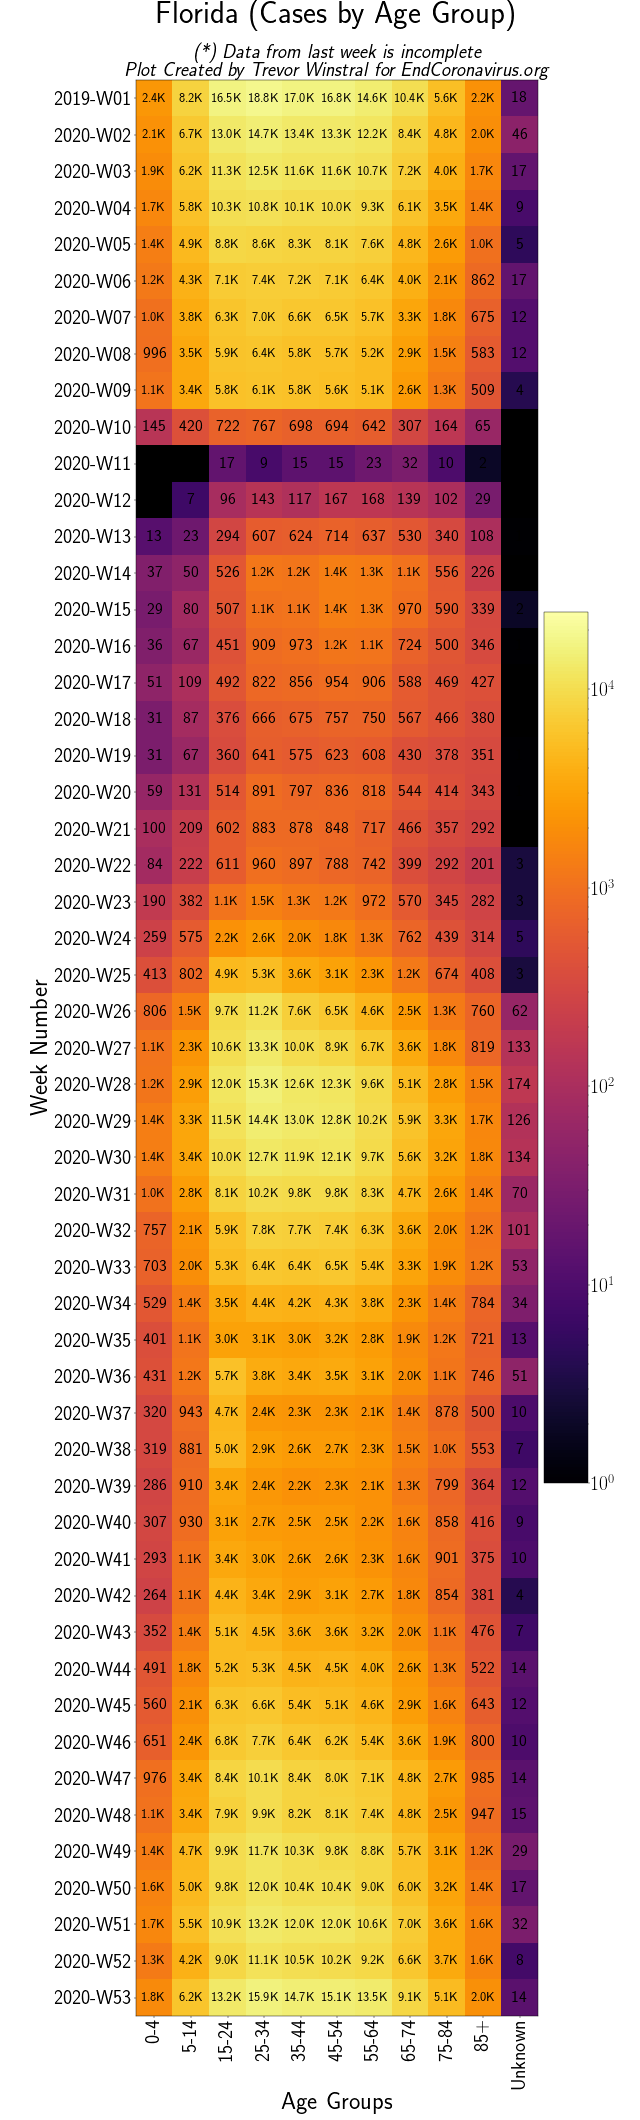 Florida (Cases by Age Group)
(*) Data from last week is incomplete
Plot Created by Trevor Winstral for EndCoronavirus.org
2019-W01 2.4K 8.2K 16.5K 18.8K 17.0K 16.8K 14.6K 10.4K 5.6K 2.2K 18
2020-W02 2.1K 6.7K 13.0K 14.7K 13.4K 13.3K 12.2K 8.4K 4.8K 2.0K 46
2020-W03 1.9K 6.2K 11.3K 12.5K 11.6K 11.6K 10.7K 7.2K 4.0K 1.7K 17
2020-W04 1.7K 5.8K 10.3K 10.8K 10.1K 10.0K 9.3K 6.1K 3.5K 1.4K 9
2020-W05 1.4K 4.9K 8.8K 8.6K 8.3K 8.1K 7.6K 4.8K 2.6K 1.0K 5
2020-W06 1.2K 4.3K 7.1K 7.4K 7.2K 7.1K 6.4K 4.0K 2.1K 862 17
2020-W07 1.0K 3.8K 6.3K 7.0K 6.6K 6.5K 5.7K 3.3K 1.8K 675 12
2020-W08 996 3.5K 5.9K 6.4K 5.8K 5.7K 5.2K 2.9K 1.5K 583 12
2020-W09 1.1K 3.4K 5.8K 6.1K 5.8K 5.6K 5.1K 2.6K 1.3K 509 4
2020-W10 145 420 722 767 698 694 642 307 164 65
2020-W11 17 9 15 15 23 32 10 2
2020-W12 7 96 143 117 167 168 139 102 29
2020-W13 13 23 294 607 624 714 637 530 340 108
2020-W14 37 50 526 1.2K 1.2K 1.4K 1.3K 1.1K 556 226
2020-W15 29 80 507 1.1K 1.1K 1.4K 1.3K 970 590 339 2
2020-W16 36 67 451 909 973 1.2K 1.1K 724 500 346
2020-W17 51 109 492 822 856 954 906 588 469 427
2020-W18 31 87 376 666 675 757 750 567 466 380
2020-W19 31 67 360 641 575 623 608 430 378 351
2020-W20 59 131 514 891 797 836 818 544 414 343
2020-W21 100 209 602 883 878 848 717 466 357 292
2020-W22 84 222 611 960 897 788 742 399 292 201 3
2020-W23 190 382 1.1K 1.5K 1.3K 1.2K 972 570 345 282 3
2020-W24 259 575 2.2K 2.6K 2.0K 1.8K 1.3K 762 439 314 5
2020-W25 413 802 4.9K 5.3K 3.6K 3.1K 2.3K 1.2K 674 408 3
2020-W26 806 1.5K 9.7K 11.2K 7.6K 6.5K 4.6K 2.5K 1.3K 760 62
2020-W27 1.1K 2.3K 10.6K 13.3K 10.0K 8.9K 6.7K 3.6K 1.8K 819 133
2020-W28 1.2K 2.9K 12.0K 15.3K 12.6K 12.3K 9.6K 5.1K 2.8K 1.5K 174
2020-W29 1.4K 3.3K 11.5K 14.4K 13.0K 12.8K 10.2K 5.9K 3.3K 1.7K 126
2020-W30 1.4K 3.4K 10.0K 12.7K 11.9K 12.1K 9.7K 5.6K 3.2K 1.8K 134
2020-W31 1.0K 2.8K 8.1K 10.2K 9.8K 9.8K 8.3K 4.7K 2.6K 1.4K 70
2020-W32 757 2.1K 5.9K 7.8K 7.7K 7.4K 6.3K 3.6K 2.0K 1.2K 101
2020-W33 703 2.0K 5.3K 6.4K 6.4K 6.5K 5.4K 3.3K 1.9K 1.2K 53
2020-W34 529 1.4K 3.5K 4.4K 4.2K 4.3K 3.8K 2.3K 1.4K 784 34
2020-W35 401 1.1K 3.0K 3.1K 3.0K 3.2K 2.8K 1.9K 1.2K 721 13
2020-W36 431 1.2K 5.7K 3.8K 3.4K 3.5K 3.1K 2.0K 1.1K 746 51
2020-W37 320 943 4.7K 2.4K 2.3K 2.3K 2.1K 1.4K 878 500 10
2020-W38 319 881 5.0K 2.9K 2.6K 2.7K 2.3K 1.5K 1.0K 553 7
2020-W39 286 910 3.4K 2.4K 2.2K 2.3K 2.1K 1.3K 799 364 12
2020-W40 307 930 3.1K 2.7K 2.5K 2.5K 2.2K 1.6K 858 416 9
2020-W41 293 1.1K 3.4K 3.0K 2.6K 2.6K 2.3K 1.6K 901 375 10
2020-W42 264 1.1K 4.4K 3.4K 2.9K 3.1K 2.7K 1.8K 854 381 4
2020-W43 352 1.4K 5.1K 4.5K 3.6K 3.6K 3.2K 2.0K 1.1K 476 7
2020-W44 491 1.8K 5.2K 5.3K 4.5K 4.5K 4.0K 2.6K 1.3K 522 14
2020-W45 560 2.1K 6.3K 6.6K 5.4K 5.1K 4.6K 2.9K 1.6K 643 12
2020-W46 651 2.4K 6.8K 7.7K 6.4K 6.2K 5.4K 3.6K 1.9K 800 10
2020-W47 976 3.4K 8.4K 10.1K 8.4K 8.0K 7.1K 4.8K 2.7K 985 14
2020-W48 1.1K 3.4K 7.9K 9.9K 8.2K 8.1K 7.4K 4.8K 2.5K 947 15
2020-W49 1.4K 4.7K 9.9K 11.7K 10.3K 9.8K 8.8K 5.7K 3.1K 1.2K 29
2020-W50 1.6K 5.0K 9.8K 12.0K 10.4K 10.4K 9.0K 6.0K 3.2K 1.4K 17
2020-W51 1.7K 5.5K 10.9K 13.2K 12.0K 12.0K 10.6K 7.0K 3.6K 1.6K 32
2020-W52 1.3K 4.2K 9.0K 11.1K 10.5K 10.2K 9.2K 6.6K 3.7K 1.6K 8
2020-W53 1.8K 6.2K 13.2K 15.9K 14.7K 15.1K 13.5K 9.1K 5.1K 2.0K 14
0-4 5-14 15-24 25-34 35-44 45-54 55-64 65-74 75-84 85+ Unknown
Age Groups
Week Number
10⁴
10³
10²
10¹
10⁰